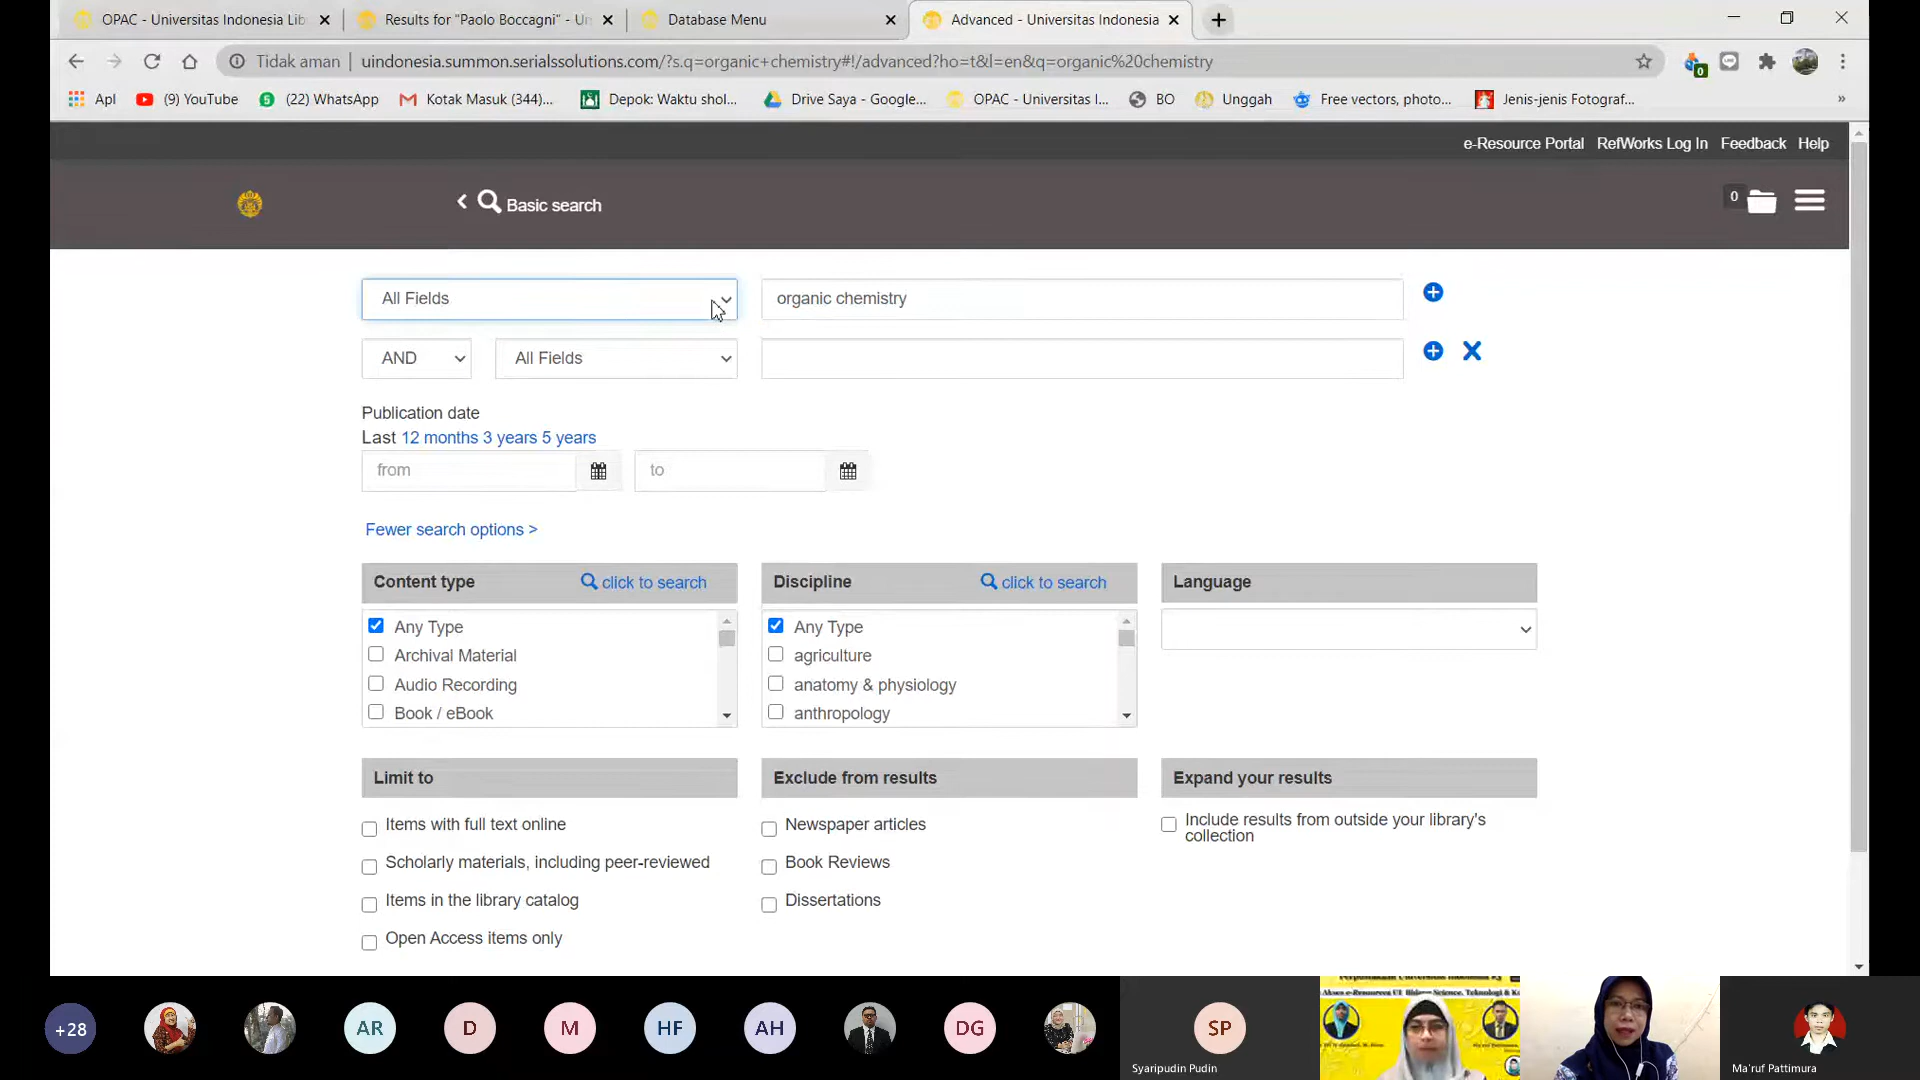 OPAC - Universitas Indonesia Lib
Results for "Paolo Boccagni" - Un
Database Menu
Advanced - Universitas Indonesia
Tidak aman
uindonesia.summon.serialssolutions.com/?s.q=organic+chemistry#!/advanced?ho=t&l=en&q=organic%20chemistry
0
Apl
(9) YouTube
(22) WhatsApp
Kotak Masuk (344)...
Depok: Waktu shol...
Drive Saya - Google...
OPAC - Universitas I...
BO
Unggah
Free vectors, photo...
Jenis-jenis Fotograf...
»
e-Resource Portal
RefWorks Log In
Feedback
Help
Basic search
0
All Fields
organic chemistry
AND
All Fields
Publication date
Last 12 months 3 years 5 years
from
to
Fewer search options >
Content type
click to search
Discipline
click to search
Language
Any Type
Archival Material
Audio Recording
Book / eBook
Any Type
agriculture
anatomy & physiology
anthropology
Limit to
Exclude from results
Expand your results
Items with full text online
Scholarly materials, including peer-reviewed
Items in the library catalog
Open Access items only
Newspaper articles
Book Reviews
Dissertations
Include results from outside your library's
collection
+28
AR
D
M
HF
AH
DG
SP
Syaripudin Pudin
Ma'ruf Pattimura